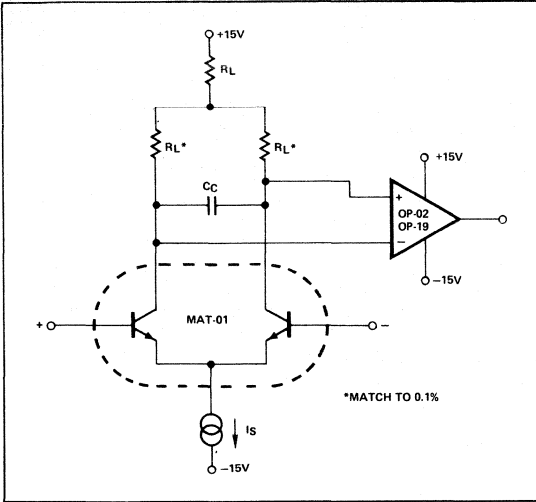 +15V
RL
RL*
RL*
CC
+15V
+
OP-02
OP-19
−
−15V
+
MAT-01
−
*MATCH TO 0.1%
IS
−15V